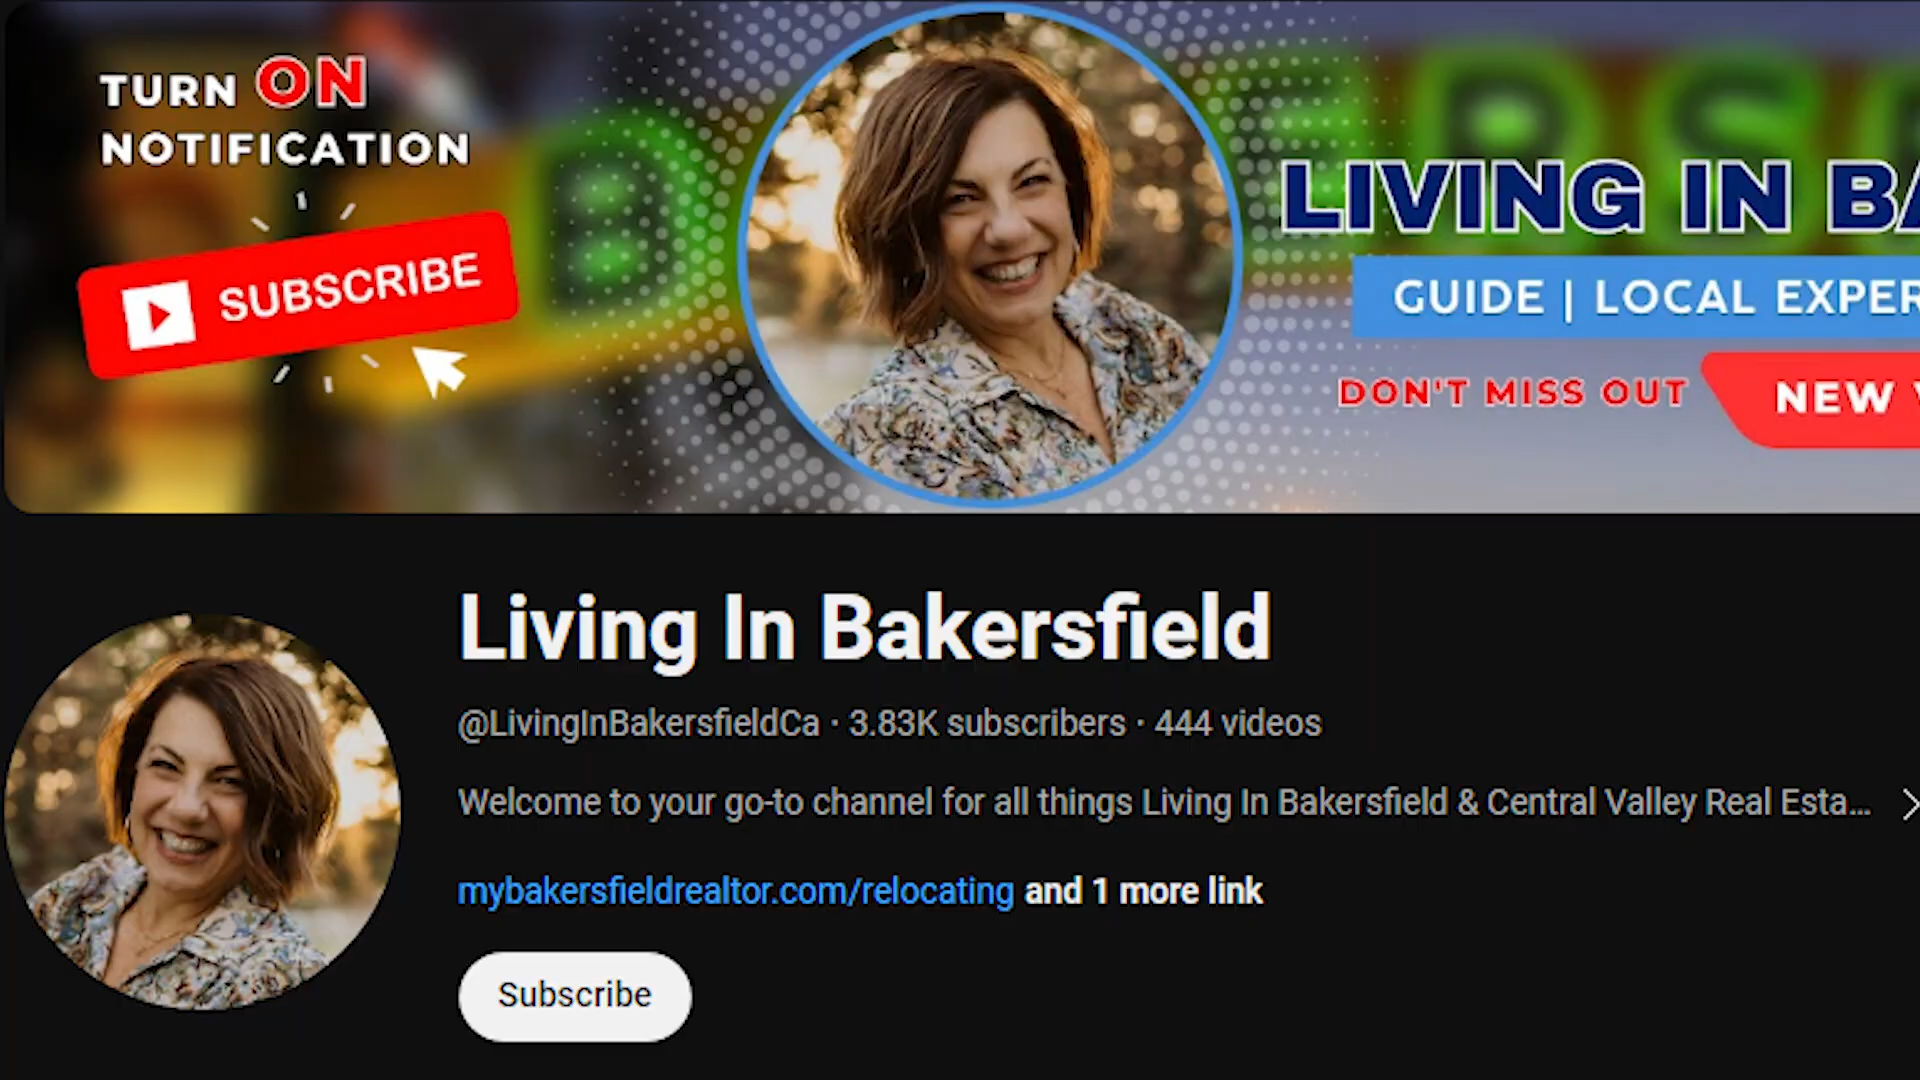 TURN ON
NOTIFICATION
SUBSCRIBE
LIVING IN BA
GUIDE | LOCAL EXPER
DON'T MISS OUT
NEW
Living In Bakersfield
@LivingInBakersfieldCa · 3.83K subscribers · 444 videos
Welcome to your go-to channel for all things Living In Bakersfield & Central Valley Real Esta...
mybakersfieldrealtor.com/relocating and 1 more link
Subscribe